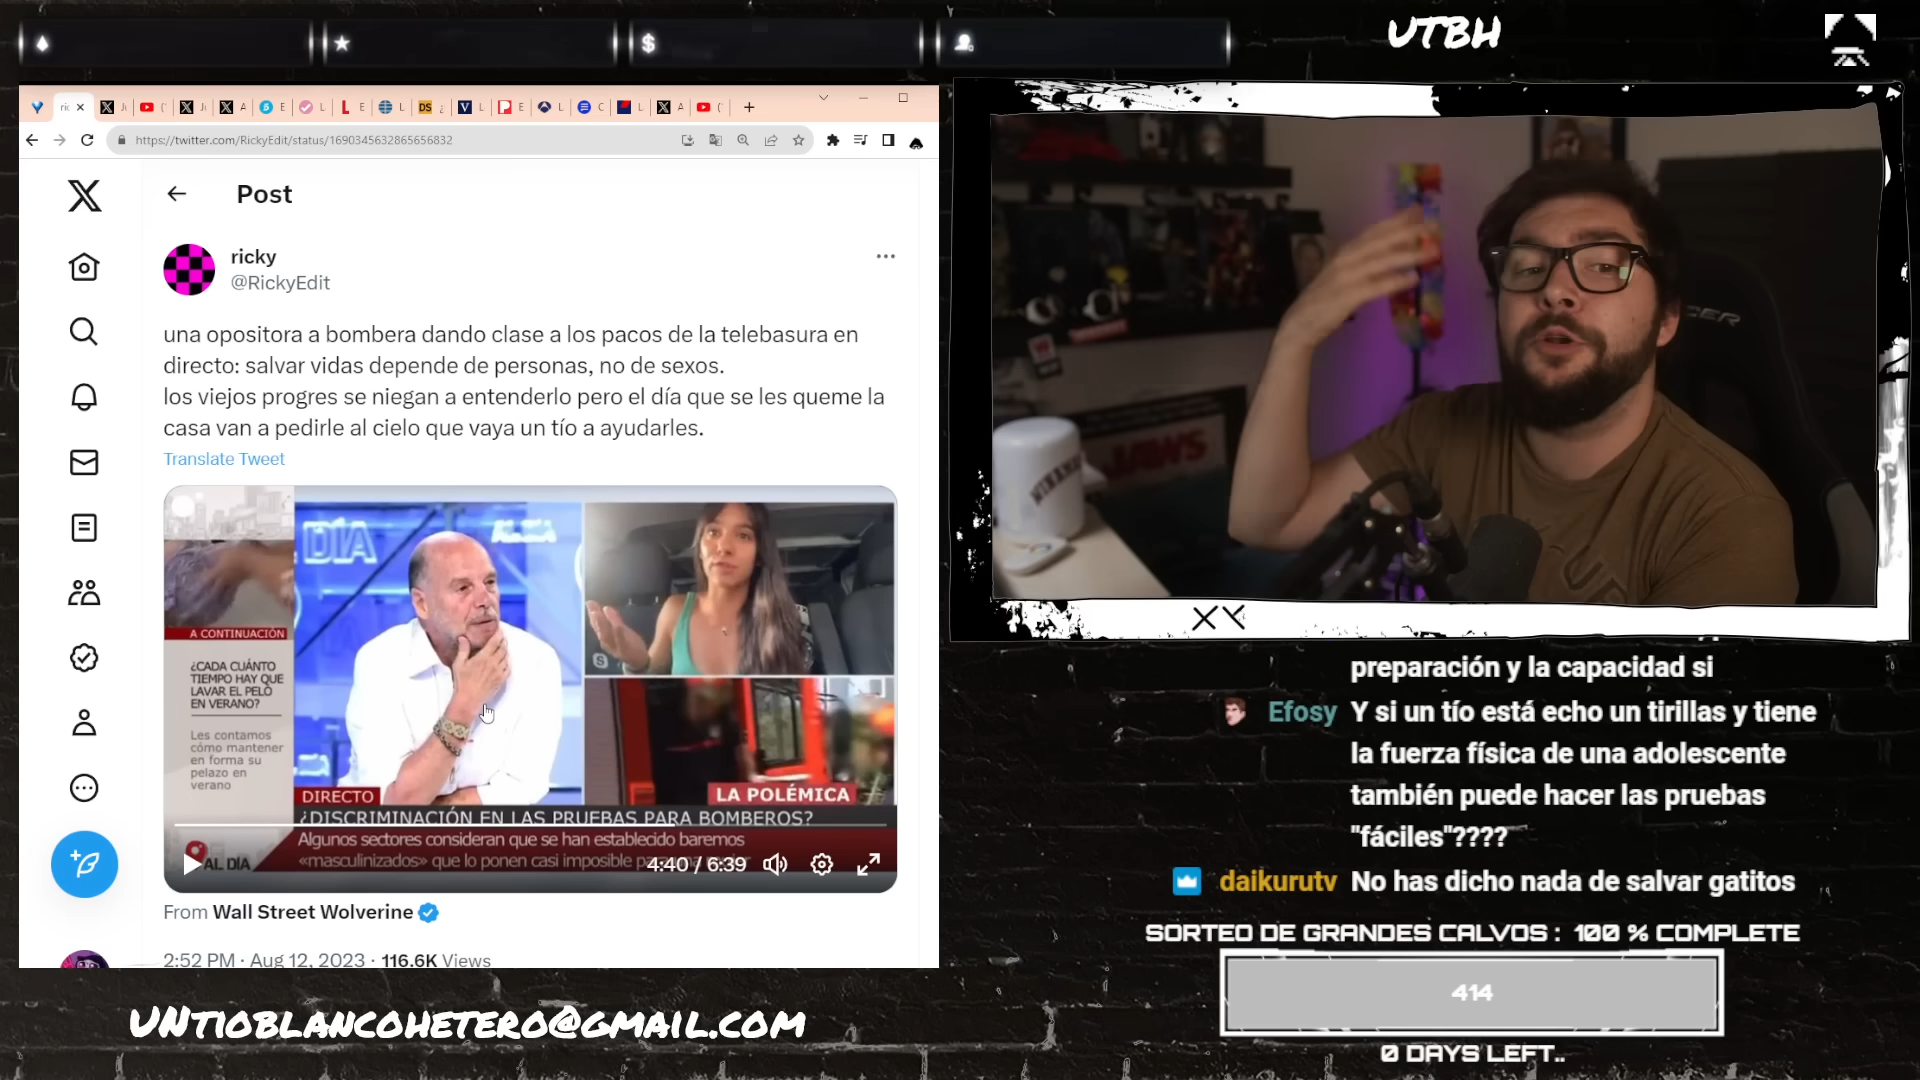 UTBH
https://twitter.com/RickyEdit/status/1690345632865656832
Post
ricky
@RickyEdit
una opositora a bombera dando clase a los pacos de la telebasura en
directo: salvar vidas depende de personas, no de sexos.
los viejos progres se niegan a entenderlo pero el día que se les queme la
casa van a pedirle al cielo que vaya un tío a ayudarles.
Translate Tweet
DÍA
AL DÍA
A CONTINUACIÓN
¿CADA CUÁNTO
TIEMPO HAY QUE
LAVAR EL PELO
EN VERANO?
Les contamos
cómo mantener
en forma su
pelazo en
verano
DIRECTO
LA POLÉMICA
¿DISCRIMINACIÓN EN LAS PRUEBAS PARA BOMBEROS?
Algunos sectores consideran que se han establecido baremos
«masculinizados» que lo ponen casi imposible
AL DÍA
4:40 / 6:39
From Wall Street Wolverine
2:52 PM · Aug 12, 2023 · 116.6K Views
JAWS
preparación y la capacidad si
Efosy Y si un tío está echo un tirillas y tiene
la fuerza física de una adolescente
también puede hacer las pruebas
"fáciles"????
daikurutv No has dicho nada de salvar gatitos
SORTEO DE GRANDES CALVOS : 100 % COMPLETE
414
0 DAYS LEFT..
UNTIOBLANCOHETERO@GMAIL.COM